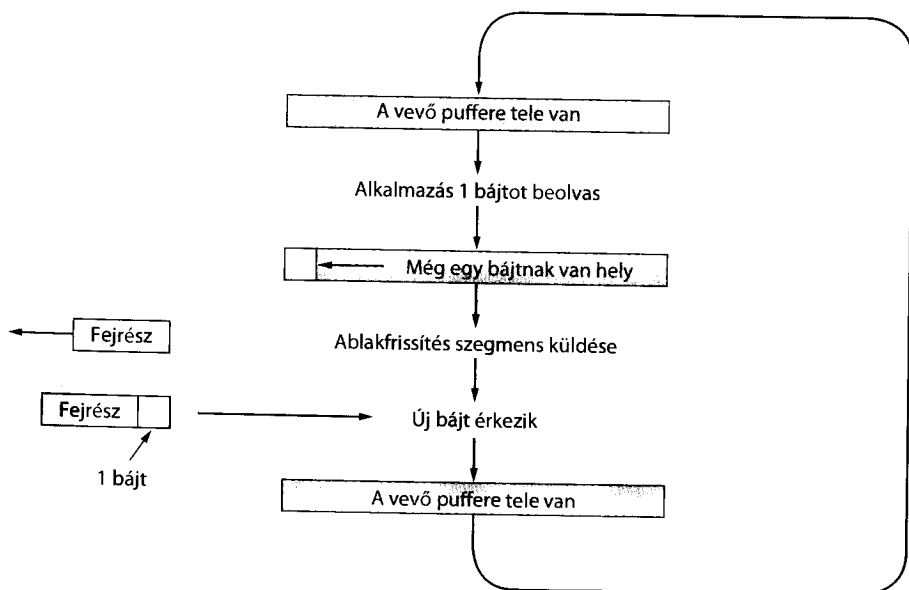 A vevő puffere tele van
Alkalmazás 1 bájtot beolvas
Még egy bájtnak van hely
Fejrész
Ablakfrissítés szegmens küldése
Fejrész
Új bájt érkezik
1 bájt
A vevő puffere tele van